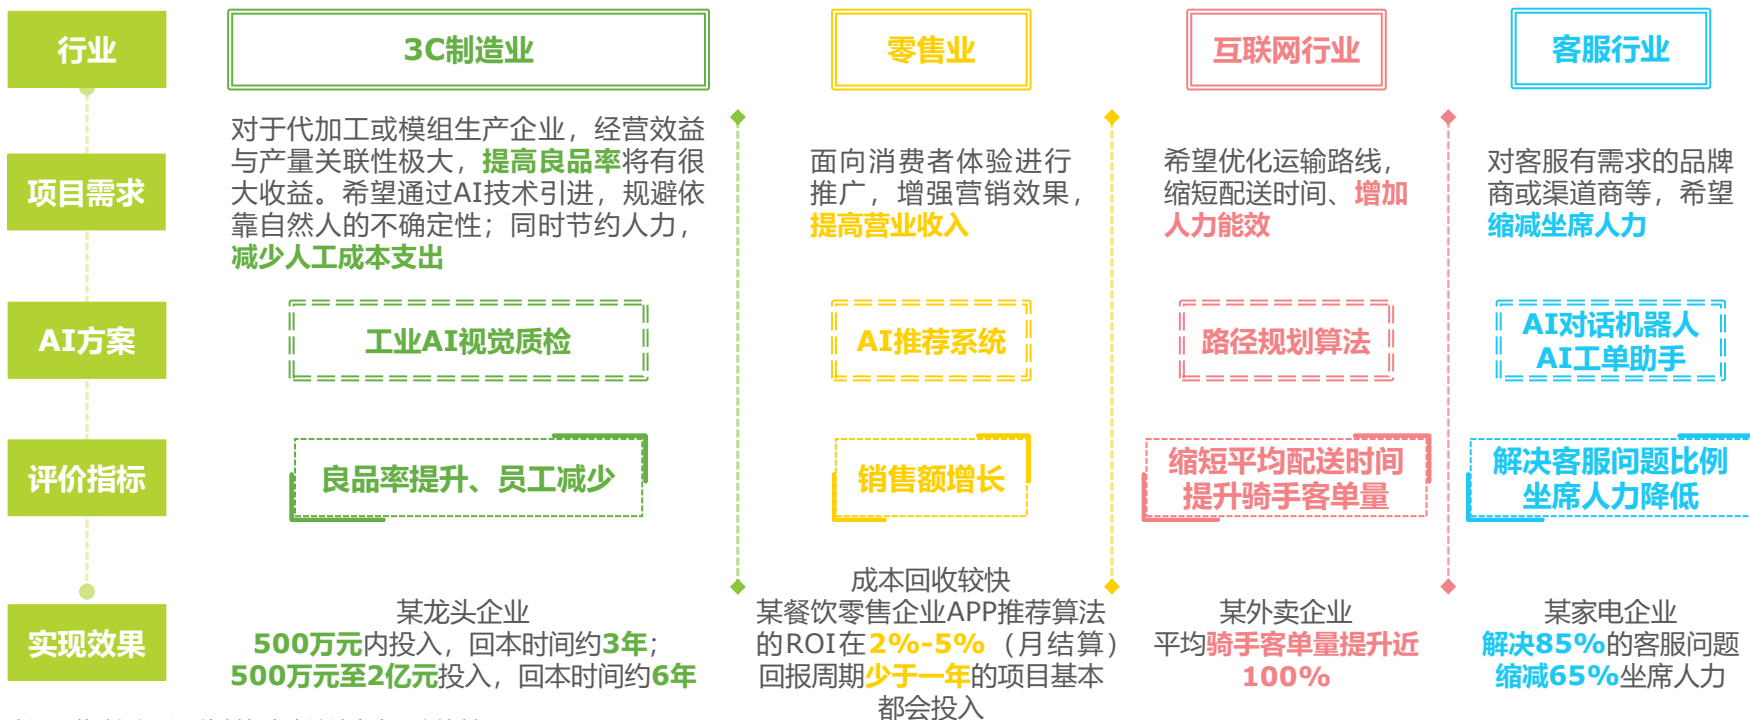 行业
3C制造业
零售业
互联网行业
客服行业
项目需求
对于代加工或模组生产企业，经营效益
与产量关联性极大，提高良品率将有很
大收益。希望通过AI技术引进，规避依
靠自然人的不确定性；同时节约人力，
减少人工成本支出
面向消费者体验进行
推广，增强营销效果，
提高营业收入
希望优化运输路线，
缩短配送时间、增加
人力能效
对客服有需求的品牌
商或渠道商等，希望
缩减坐席人力
AI方案
工业AI视觉质检
AI推荐系统
路径规划算法
AI对话机器人
AI工单助手
评价指标
良品率提升、员工减少
销售额增长
缩短平均配送时间
提升骑手客单量
解决客服问题比例
坐席人力降低
实现效果
某龙头企业
500万元内投入，回本时间约3年；
500万元至2亿元投入，回本时间约6年
成本回收较快
某餐饮零售企业APP推荐算法
的ROI在2%-5%（月结算）
回报周期少于一年的项目基本
都会投入
某外卖企业
平均骑手客单量提升近
100%
某家电企业
解决85%的客服问题
缩减65%坐席人力